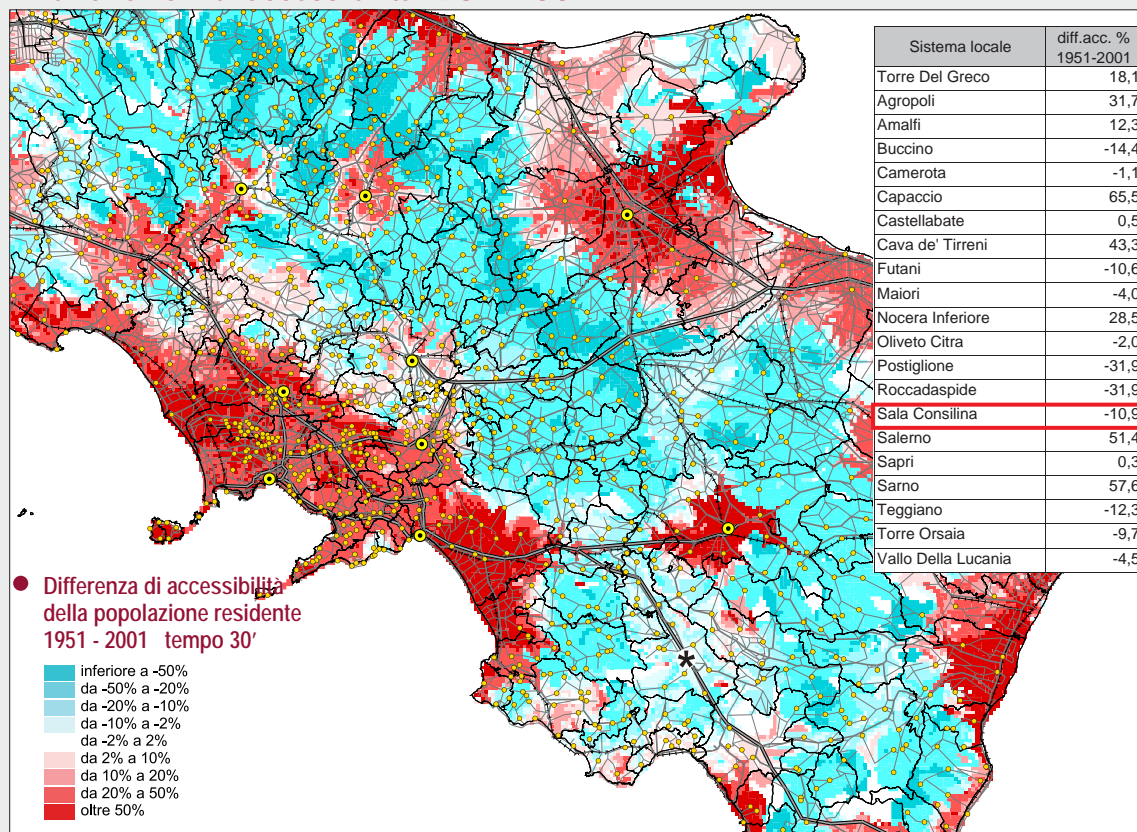 Sistema locale diff.acc. % 1951-2001
Torre Del Greco 18,1
Agropoli 31,7
Amalfi 12,3
Buccino -14,4
Camerota -1,1
Capaccio 65,5
Castellabate 0,5
Cava de' Tirreni 43,3
Futani -10,6
Maiori -4,0
Nocera Inferiore 28,5
Oliveto Citra -2,0
Postiglione -31,9
Roccadaspide -31,9
Sala Consilina -10,9
Salerno 51,4
Sapri 0,3
Sarno 57,6
Teggiano -12,3
Torre Orsaia -9,7
Vallo Della Lucania -4,5
● Differenza di accessibilità
della popolazione residente
1951 - 2001 tempo 30'
inferiore a -50%
da -50% a -20%
da -20% a -10%
da -10% a -2%
da -2% a 2%
da 2% a 10%
da 10% a 20%
da 20% a 50%
oltre 50%
*